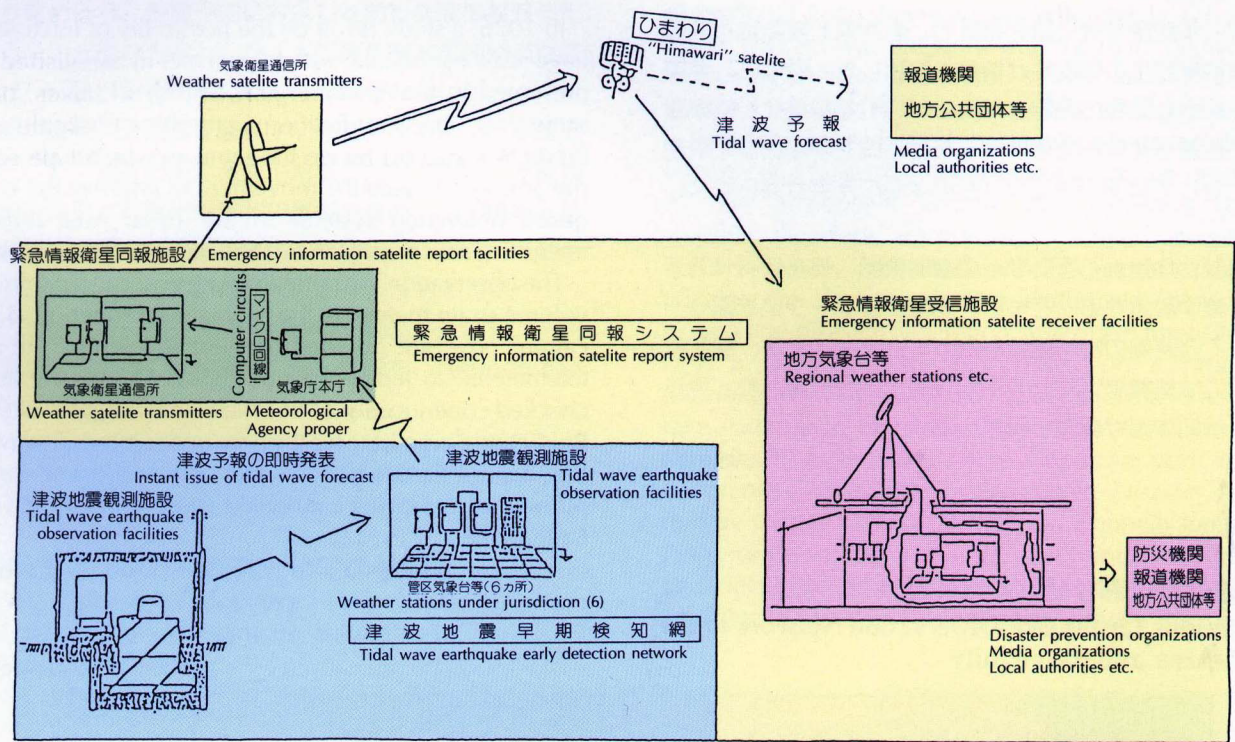 ひまわり
"Himawari" satelite
気象衛星通信所
Weather satelite transmitters
報道機関
地方公共団体等
Media organizations
Local authorities etc.
津波予報
Tidal wave forecast
緊急情報衛星同報施設 Emergency information satelite report facilities
Computer circuits
マイクロ回線
気象衛星通信所
Weather satelite transmitters
気象庁本庁
Meteorological
Agency proper
緊急情報衛星同報システム
Emergency information satelite report system
緊急情報衛星受信施設
Emergency information satelite receiver facilities
地方気象台等
Regional weather stations etc.
津波予報の即時発表
Instant issue of tidal wave forecast
津波地震観測施設
Tidal wave earthquake
observation facilities
津波地震観測施設
Tidal wave earthquake
observation facilities
管区気象台等(6ヵ所)
Weather stations under jurisdiction (6)
津波地震早期検知網
Tidal wave earthquake early detection network
防災機関
報道機関
地方公共団体等
Disaster prevention organizations
Media organizations
Local authorities etc.